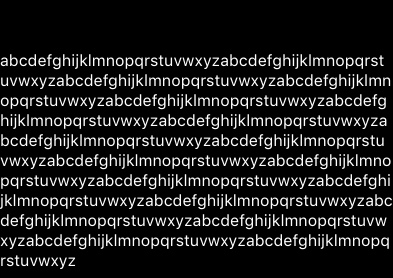 abcdefghijklmnopqrstuvwxyzabcdefghijklmnopqrst
uvwxyzabcdefghijklmnopqrstuvwxyzabcdefghijklmn
opqrstuvwxyzabcdefghijklmnopqrstuvwxyzabcdefg
hijklmnopqrstuvwxyzabcdefghijklmnopqrstuvwxyza
bcdefghijklmnopqrstuvwxyzabcdefghijklmnopqrstu
vwxyzabcdefghijklmnopqrstuvwxyzabcdefghijklmno
pqrstuvwxyzabcdefghijklmnopqrstuvwxyzabcdefghi
jklmnopqrstuvwxyzabcdefghijklmnopqrstuvwxyzabc
defghijklmnopqrstuvwxyzabcdefghijklmnopqrstuvw
xyzabcdefghijklmnopqrstuvwxyzabcdefghijklmnopq
rstuvwxyz